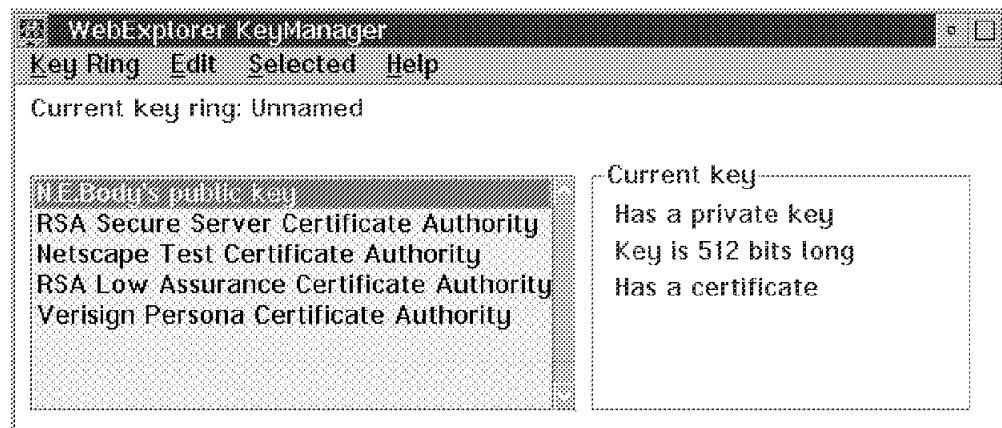 WebExplorer KeyManager
Key Ring Edit Selected Help
Current key ring: Unnamed
N.E.Body's public key
RSA Secure Server Certificate Authority
Netscape Test Certificate Authority
RSA Low Assurance Certificate Authority
Verisign Persona Certificate Authority
Current key
Has a private key
Key is 512 bits long
Has a certificate